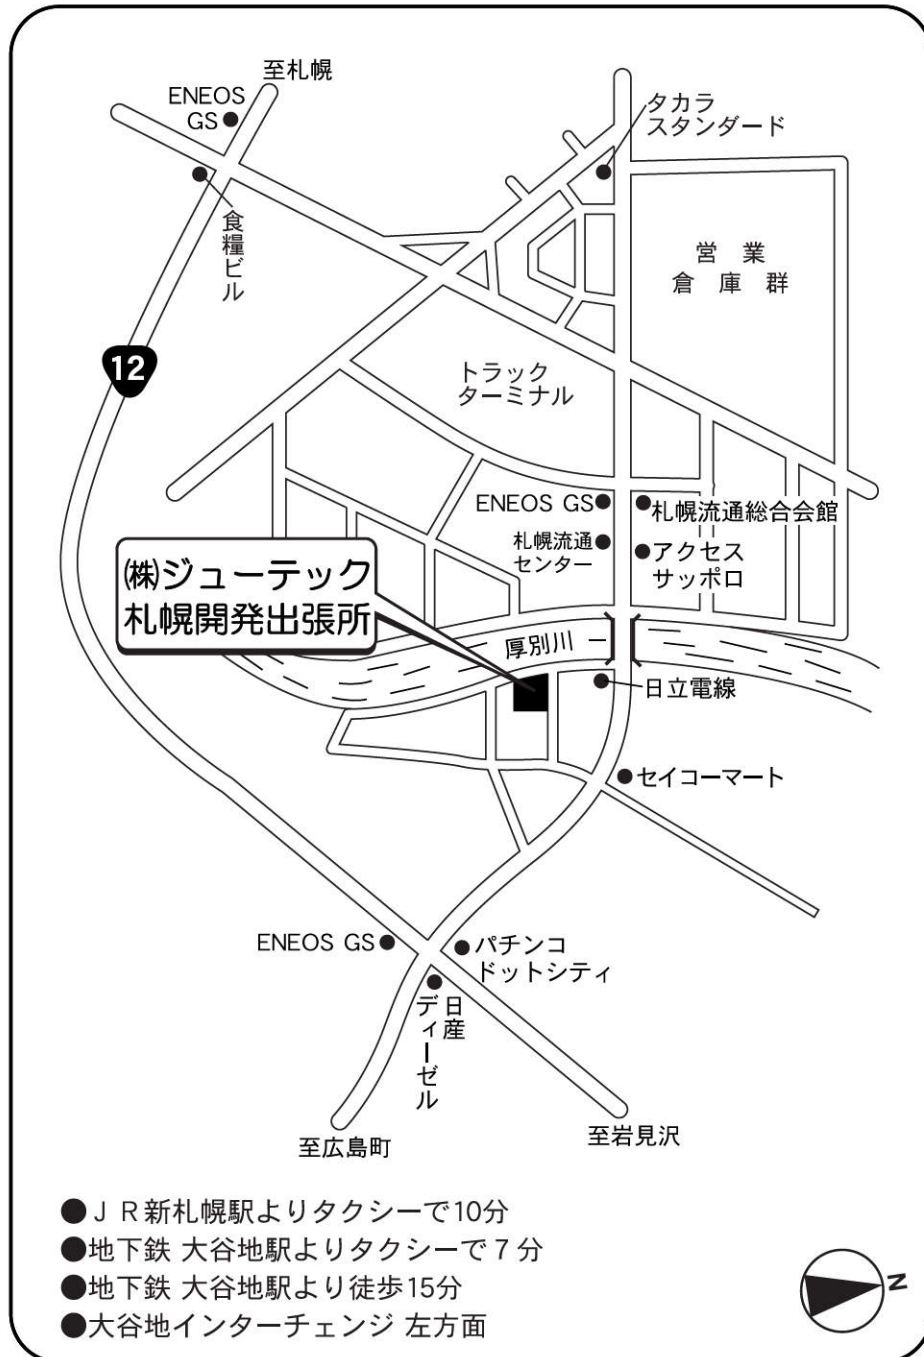 至札幌
ENEOS
GS
食糧ビル
タカラ
スタンダード
営業
倉庫群
12
トラック
ターミナル
ENEOS GS
札幌流通総合会館
札幌流通
センター
アクセス
サッポロ
㈱ジューテック
札幌開発出張所
厚別川
日立電線
セイコーマート
ENEOS GS
パチンコ
ドットシティ
日産
ディーゼル
至広島町
至岩見沢
●ＪＲ新札幌駅よりタクシーで10分
●地下鉄 大谷地駅よりタクシーで７分
●地下鉄 大谷地駅より徒歩15分
●大谷地インターチェンジ 左方面
N